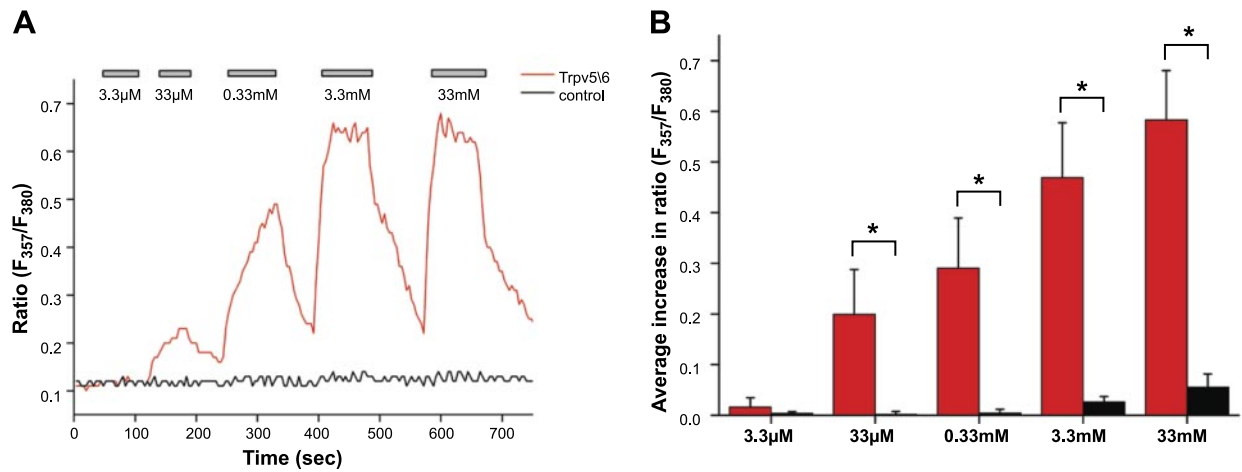 A
3.3µM 33µM 0.33mM 3.3mM 33mM
Trpv5\6
control
Ratio (F357/F380)
0.7
0.6
0.5
0.4
0.3
0.2
0.1
0 100 200 300 400 500 600 700
Time (sec)
B
Average increase in ratio (F357/F380)
0.7
0.6
0.5
0.4
0.3
0.2
0.1
0.0
* * * *
3.3µM 33µM 0.33mM 3.3mM 33mM